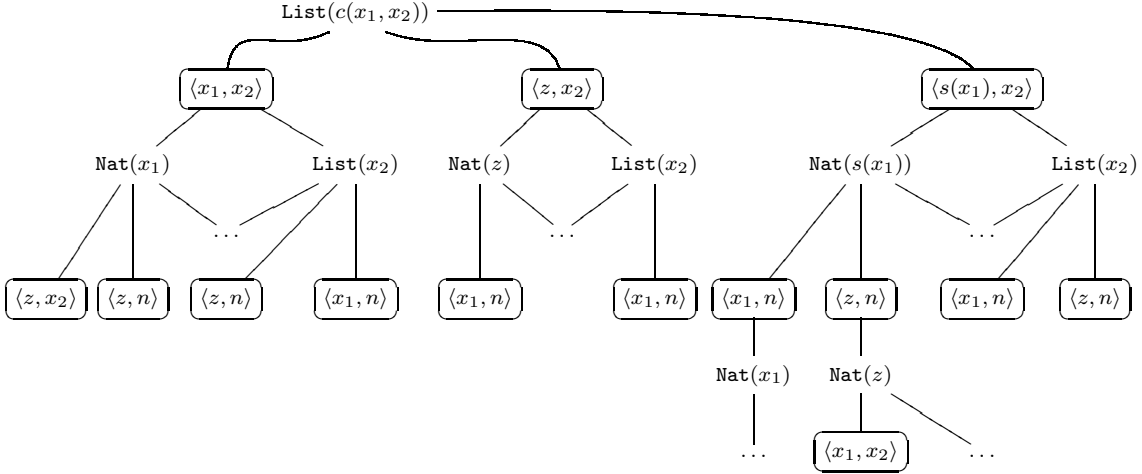 List(c(x₁, x₂))
⟨x₁, x₂⟩ ⟨z, x₂⟩ ⟨s(x₁), x₂⟩
Nat(x₁) List(x₂) Nat(z) List(x₂) Nat(s(x₁)) List(x₂)
... ... ...
⟨z, x₂⟩ ⟨z, n⟩ ⟨z, n⟩ ⟨x₁, n⟩ ⟨x₁, n⟩ ⟨x₁, n⟩ ⟨x₁, n⟩ ⟨z, n⟩ ⟨x₁, n⟩ ⟨z, n⟩
Nat(x₁) Nat(z)
... ⟨x₁, x₂⟩ ...